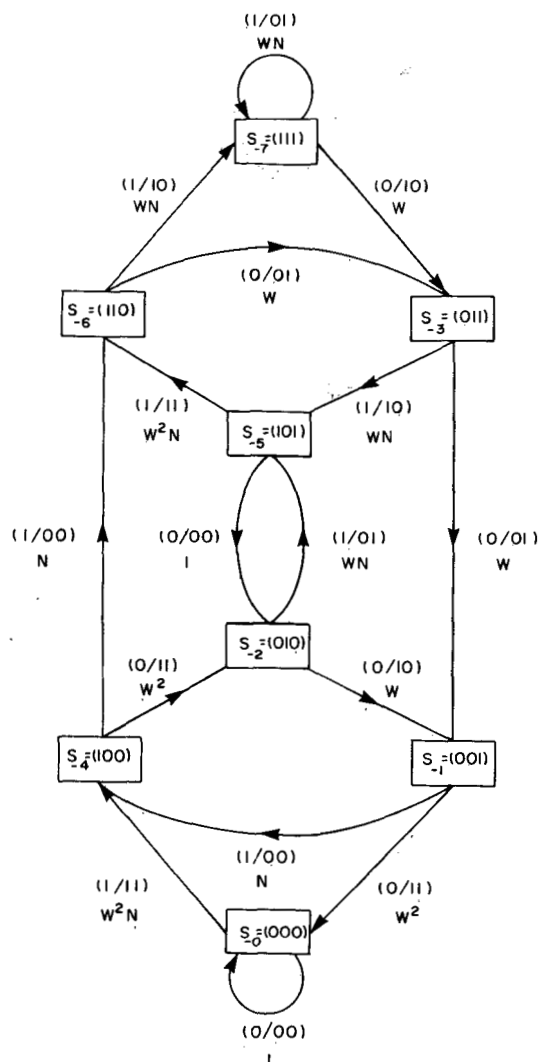 (1/01)
WN
S₋₇=(111)
(1/10)
WN
(0/10)
W
(0/01)
W
S₋₆=(110)
S₋₃=(011)
(1/11)
W²N
S₋₅=(101)
(1/10)
WN
(1/00)
N
(0/00)
I
(1/01)
WN
(0/01)
W
(0/11)
W²
S₋₂=(010)
(0/10)
W
S₋₄=(100)
S₋₁=(001)
(1/00)
N
(1/11)
W²N
(0/11)
W²
S₋₀=(000)
(0/00)
I